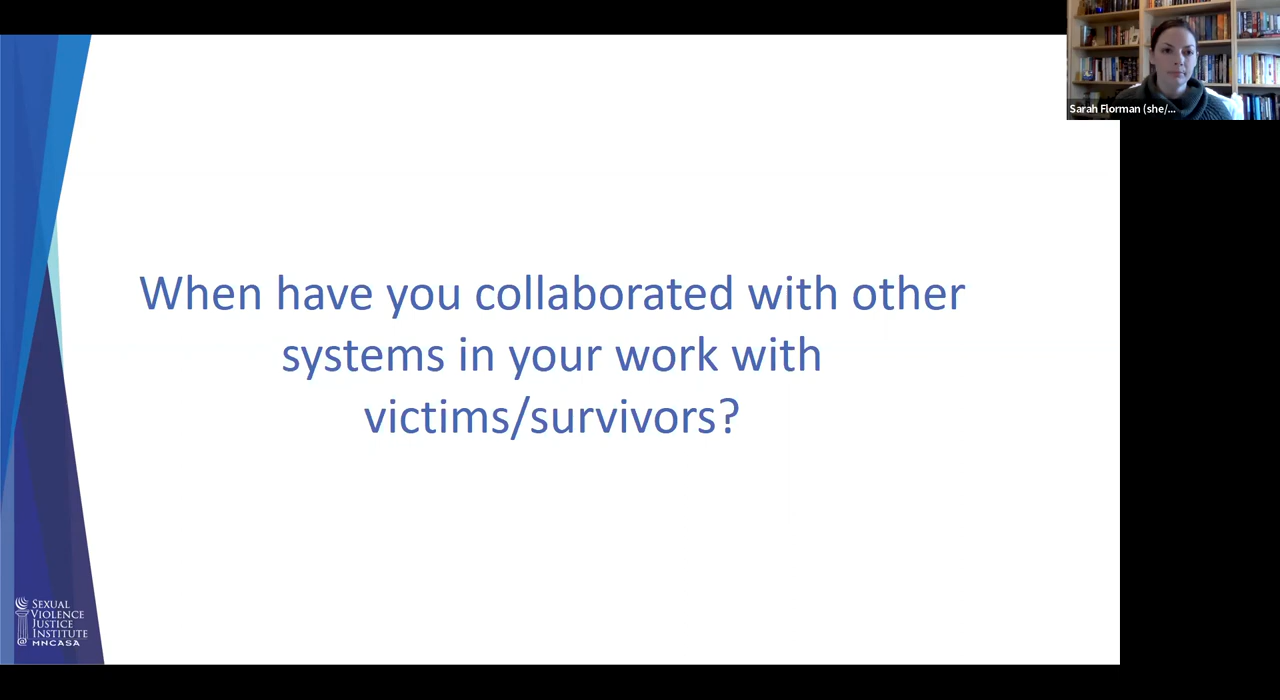 Sarah Florman (she/...
When have you collaborated with other
systems in your work with
victims/survivors?
SEXUAL
VIOLENCE
JUSTICE
INSTITUTE
@ MNCASA